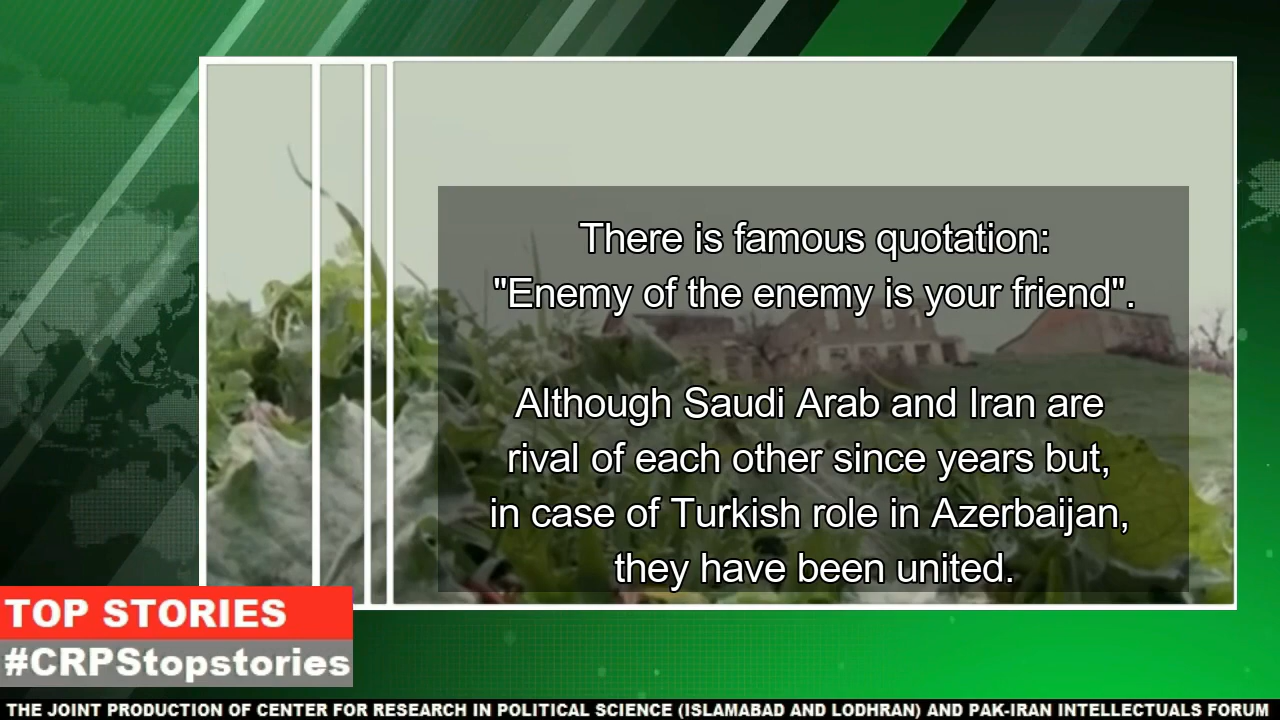 There is famous quotation:
"Enemy of the enemy is your friend".
Although Saudi Arab and Iran are
rival of each other since years but,
in case of Turkish role in Azerbaijan,
they have been united.
TOP STORIES
#CRPStopstories
THE JOINT PRODUCTION OF CENTER FOR RESEARCH IN POLITICAL SCIENCE (ISLAMABAD AND LODHRAN) AND PAK-IRAN INTELLECTUALS FORUM